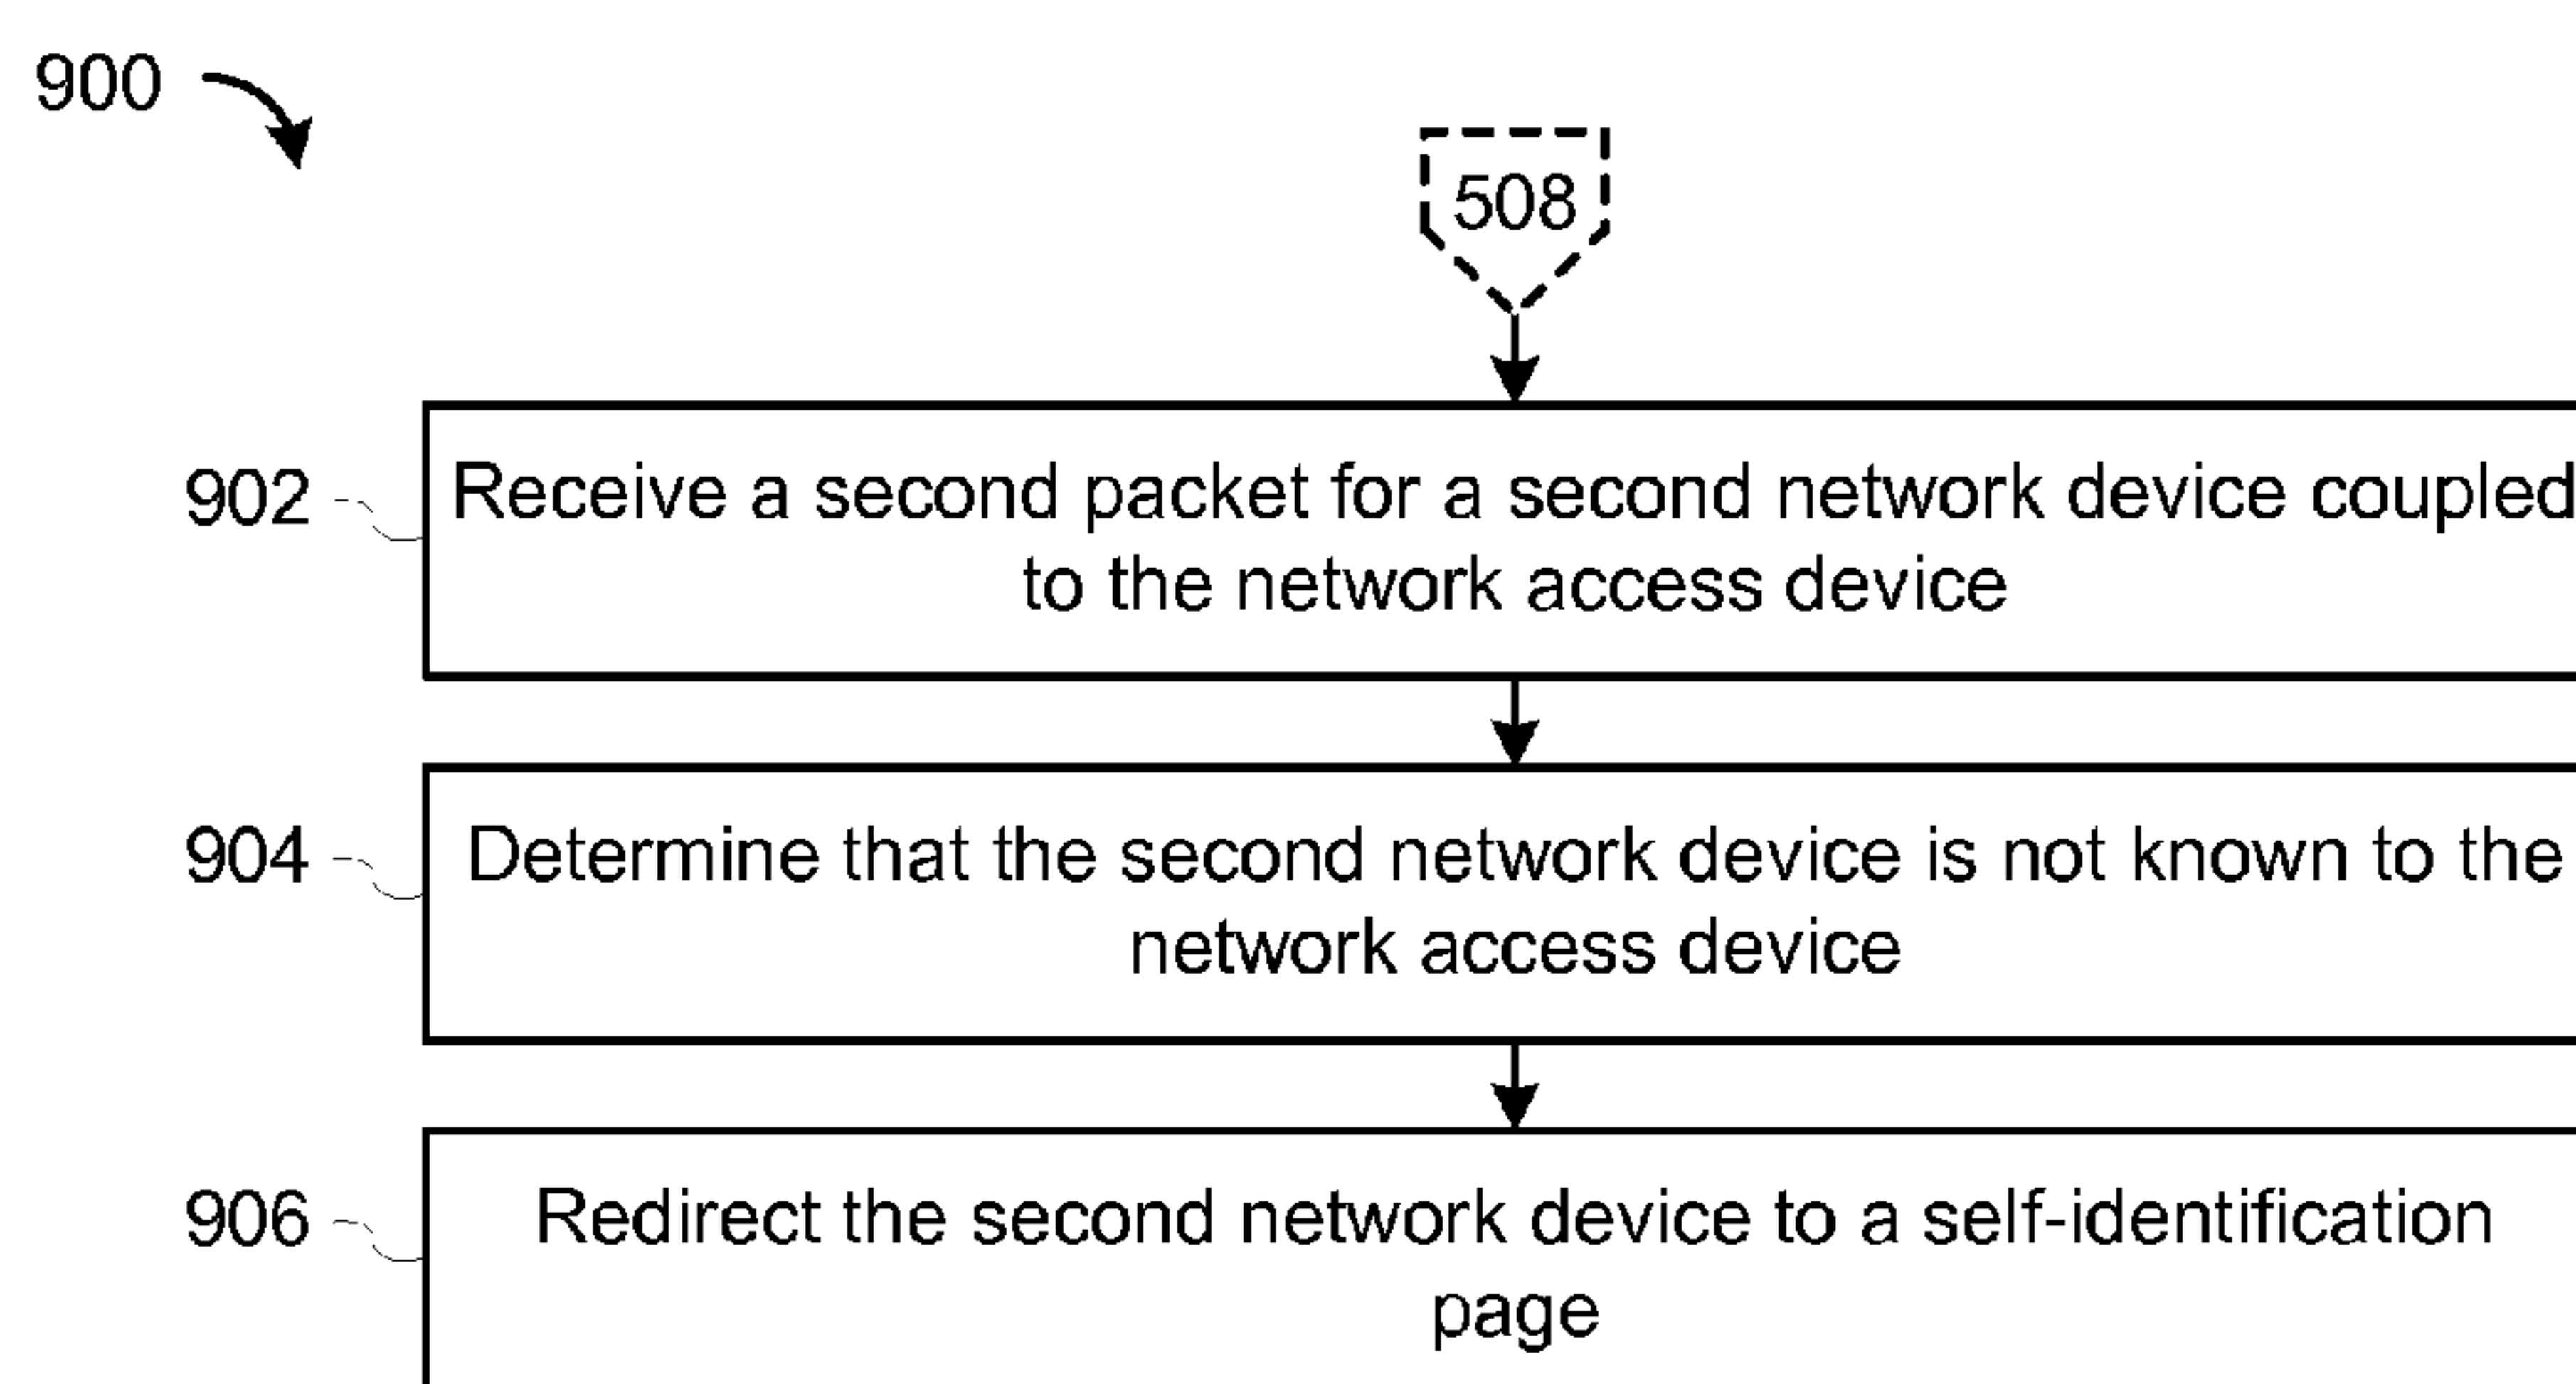 900
508
902
Receive a second packet for a second network device coupled
to the network access device
904
Determine that the second network device is not known to the
network access device
906
Redirect the second network device to a self-identification
page